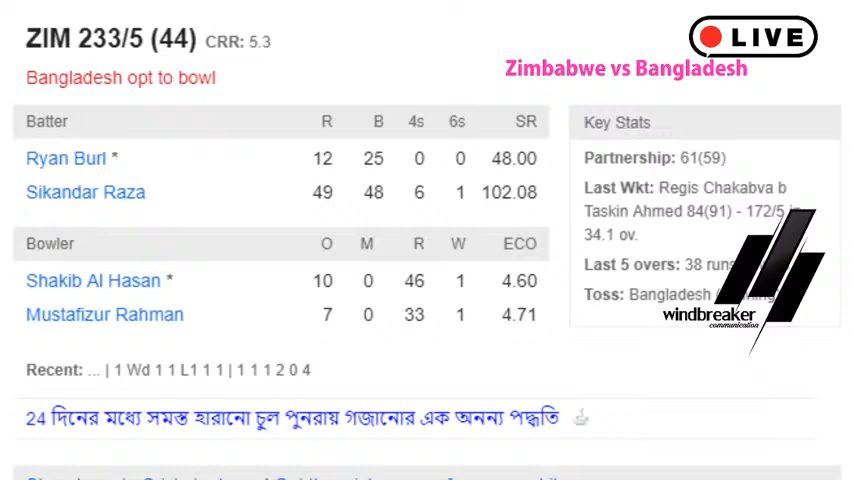 ZIM 233/5 (44) CRR: 5.3
LIVE
Bangladesh opt to bowl
Zimbabwe vs Bangladesh
Batter R B 4s 6s SR
Ryan Burl * 12 25 0 0 48.00
Sikandar Raza 49 48 6 1 102.08
Bowler O M R W ECO
Shakib Al Hasan * 10 0 46 1 4.60
Mustafizur Rahman 7 0 33 1 4.71
Key Stats
Partnership: 61(59)
Last Wkt: Regis Chakabva b
Taskin Ahmed 84(91) - 172/5 in
34.1 ov.
Last 5 overs: 38 runs
Toss: Bangladesh
windbreaker
communication
Recent: ... | 1 Wd 1 1 L1 1 1 | 1 1 1 2 0 4
24 দিনের মধ্যে সমস্ত হারানো চুল পুনরায় গজানোর এক অনন্য পদ্ধতি